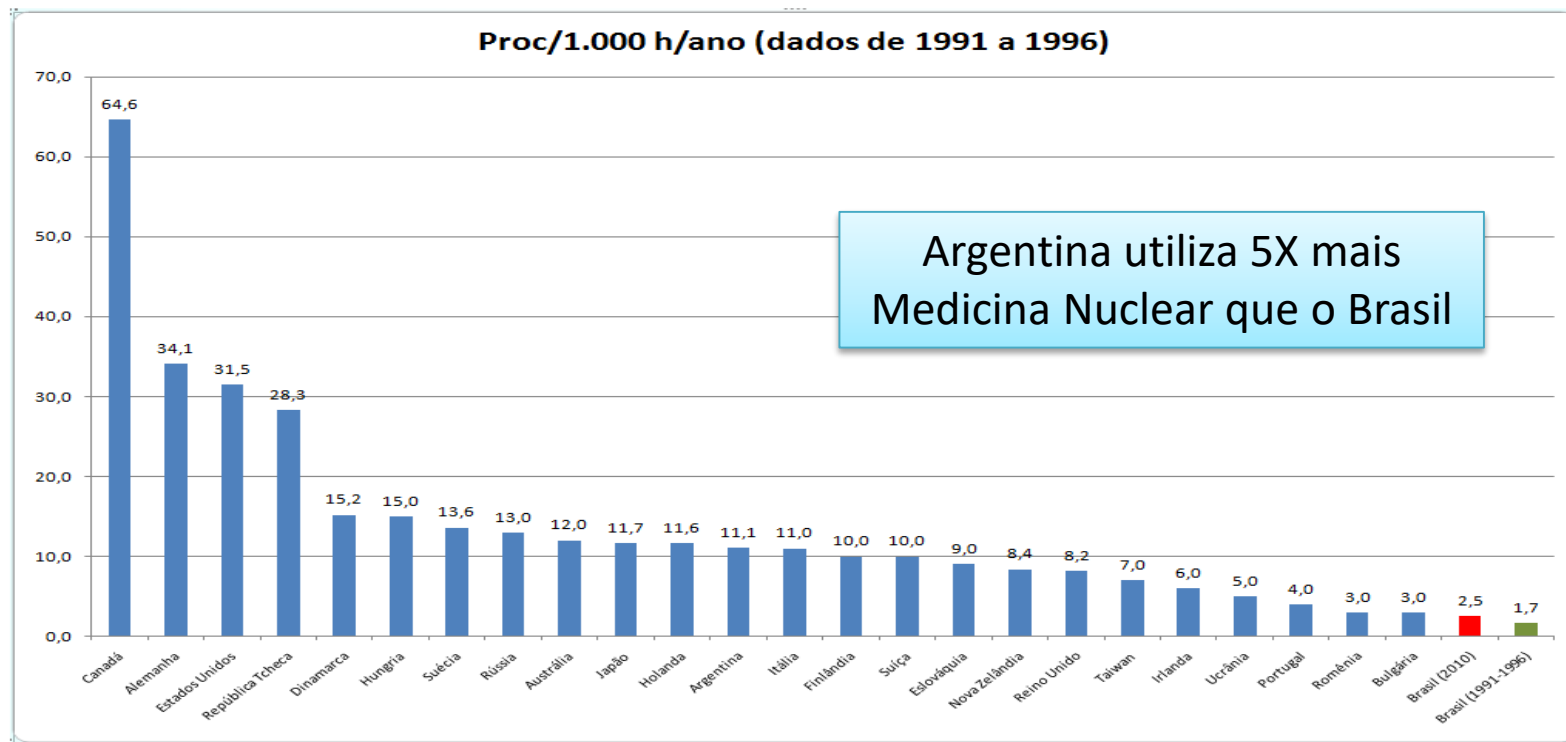 Proc/1.000 h/ano (dados de 1991 a 1996)
70,0
60,0
50,0
40,0
30,0
20,0
10,0
0,0
64,6
34,1
31,5
28,3
15,2
15,0
13,6
13,0
12,0
11,7
11,6
11,1
11,0
10,0
10,0
9,0
8,4
8,2
7,0
6,0
5,0
4,0
3,0
3,0
2,5
1,7
Argentina utiliza 5X mais
Medicina Nuclear que o Brasil
Canadá
Alemanha
Estados Unidos
República Tcheca
Dinamarca
Hungria
Suécia
Rússia
Austrália
Japão
Holanda
Argentina
Itália
Finlândia
Suíça
Eslováquia
Nova Zelândia
Reino Unido
Taiwan
Irlanda
Ucrânia
Portugal
Romênia
Bulgária
Brasil (2010)
Brasil (1991-1996)